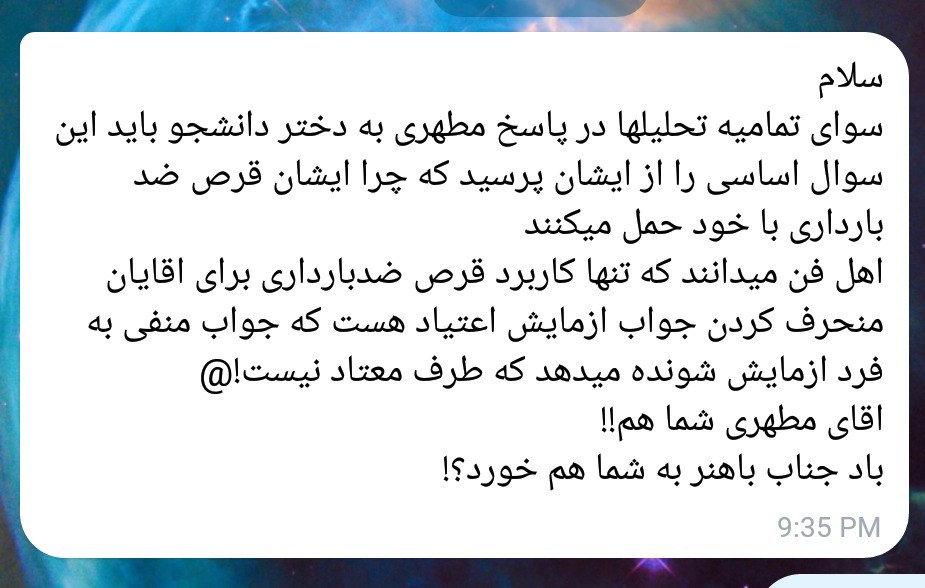 سلام
سوای تمامیه تحلیلها در پاسخ مطهری به دختر دانشجو باید این
سوال اساسی را از ایشان پرسید که چرا ایشان قرص ضد
بارداری با خود حمل میکنند
اهل فن میدانند که تنها کاربرد قرص ضدبارداری برای اقایان
منحرف کردن جواب ازمایش اعتیاد هست که جواب منفی به
فرد ازمایش شونده میدهد که طرف معتاد نیست!@
اقای مطهری شما هم!!
باد جناب باهنر به شما هم خورد؟!
9:35 PM